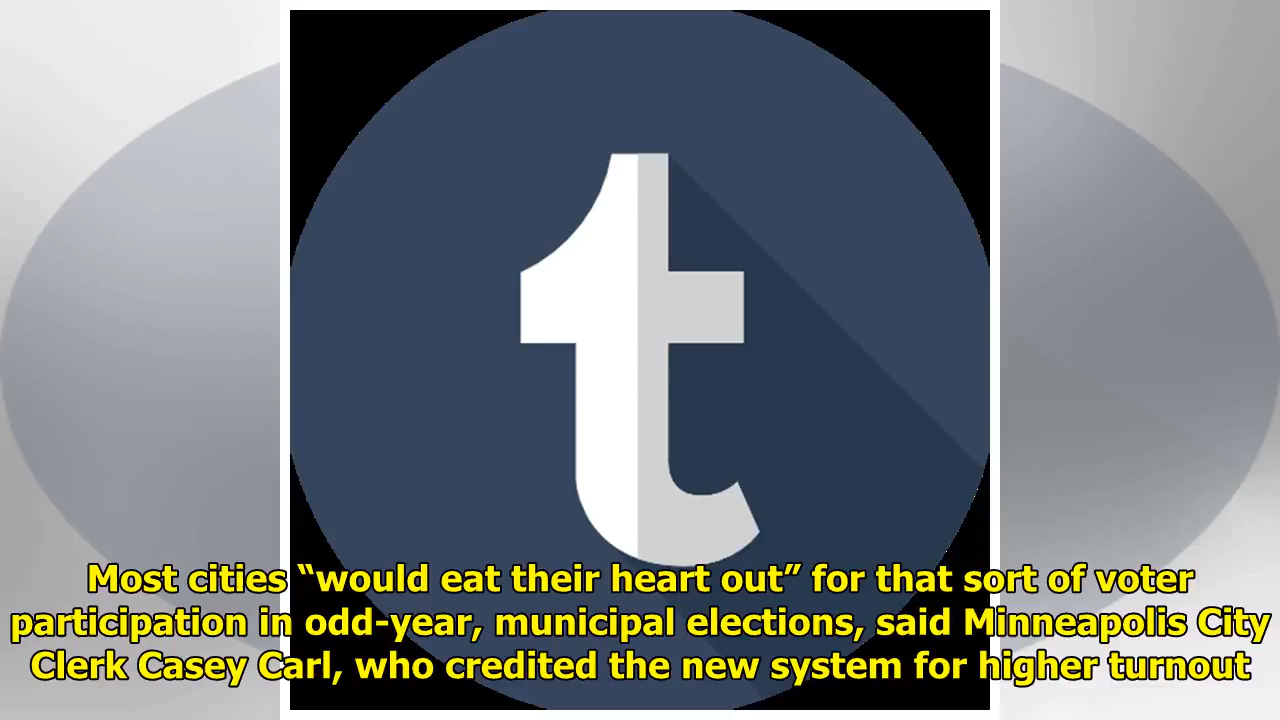 t
Most cities “would eat their heart out” for that sort of voter
participation in odd-year, municipal elections, said Minneapolis City
Clerk Casey Carl, who credited the new system for higher turnout